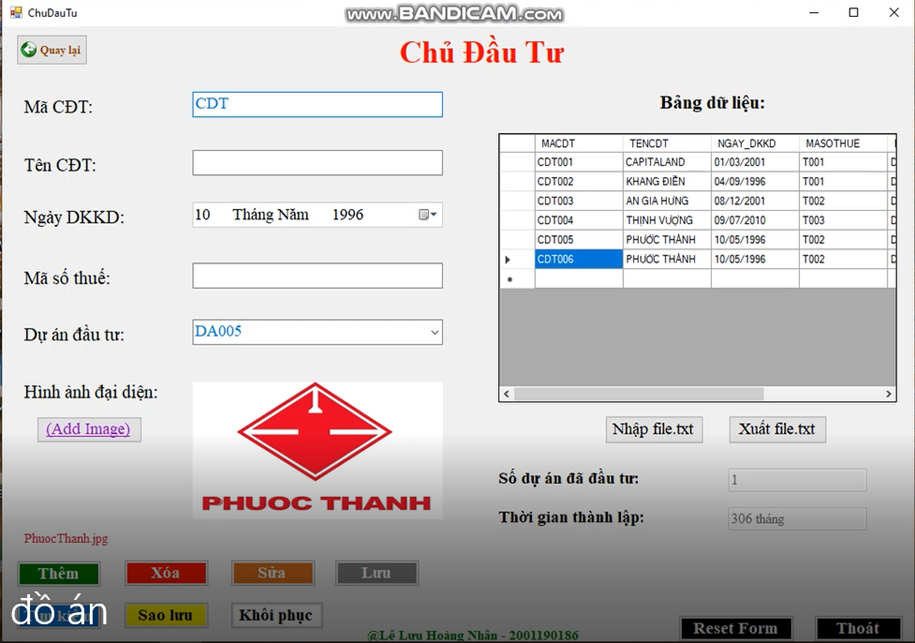 ChuDauTu
www.BANDICAM.com
Quay lại
Chủ Đầu Tư
Mã CĐT:
CDT
Tên CĐT:
Ngày DKKD:
10 Tháng Năm 1996
Mã số thuế:
Dự án đầu tư:
DA005
Hình ảnh đại diện:
(Add Image)
PHUOC THANH
PhuocThanh.jpg
Bảng dữ liệu:
MACDT TENCDT NGAY_DKKD MASOTHUE
CDT001 CAPITALAND 01/03/2001 T001
CDT002 KHANG ĐIỀN 04/09/1996 T001
CDT003 AN GIA HƯNG 08/12/2001 T002
CDT004 THỊNH VƯỢNG 09/07/2010 T003
CDT005 PHƯỚC THÀNH 10/05/1996 T002
CDT006 PHƯỚC THÀNH 10/05/1996 T002
Nhập file.txt Xuất file.txt
Số dự án đã đầu tư: 1
Thời gian thành lập: 306 tháng
Thêm Xóa Sửa Lưu
đồ án
Sao lưu Khôi phục
@Lê Lưu Hoàng Nhân - 2001190186
Reset Form Thoát